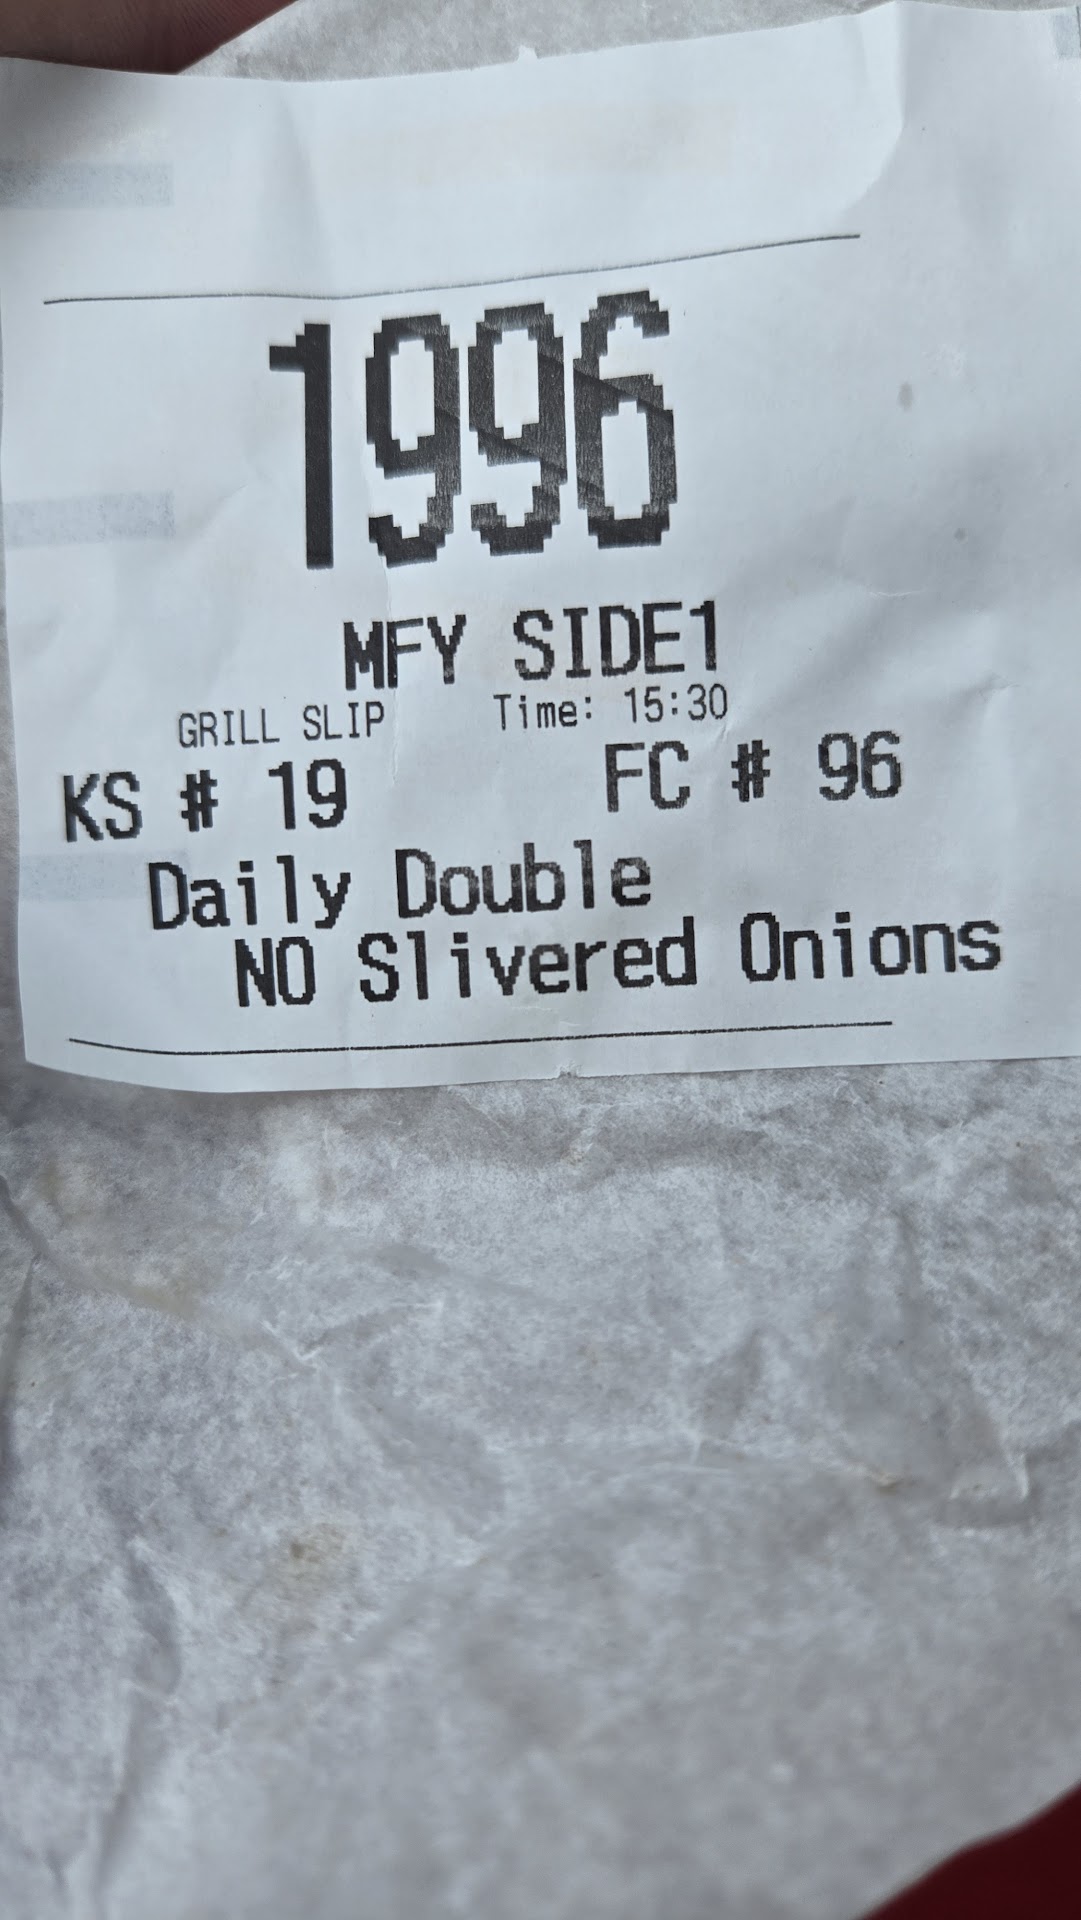 1996
MFY SIDE1
GRILL SLIP Time: 15:30
KS # 19 FC # 96
Daily Double
NO Slivered Onions